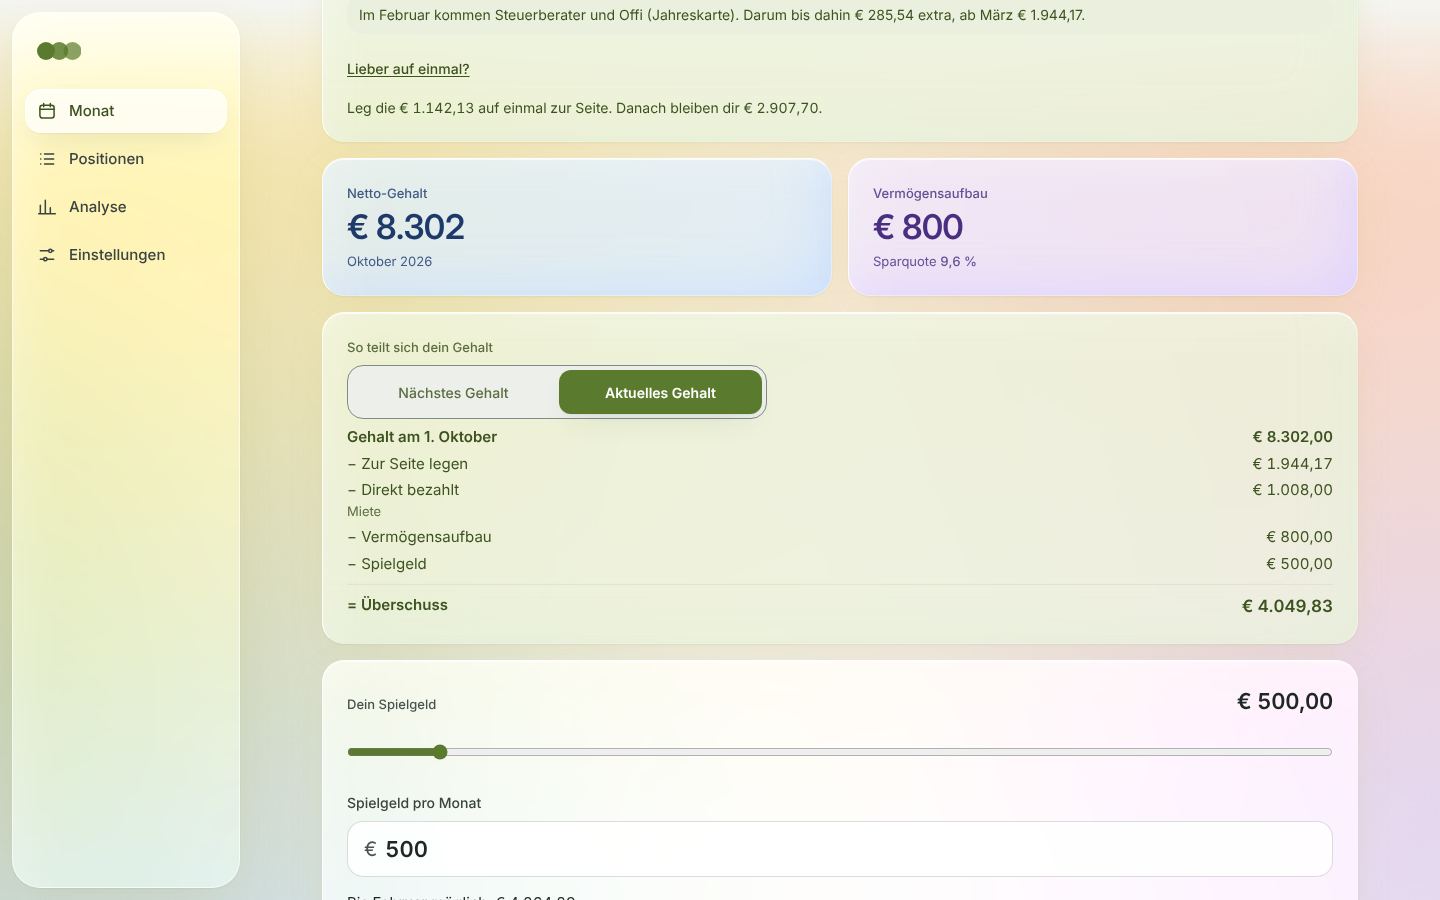 Im Februar kommen Steuerberater und Offi (Jahreskarte). Darum bis dahin € 285,54 extra, ab März € 1.944,17.
Lieber auf einmal?
Leg die € 1.142,13 auf einmal zur Seite. Danach bleiben dir € 2.907,70.
Monat
Positionen
Analyse
Einstellungen
Netto-Gehalt
€ 8.302
Oktober 2026
Vermögensaufbau
€ 800
Sparquote 9,6 %
So teilt sich dein Gehalt
Nächstes Gehalt
Aktuelles Gehalt
Gehalt am 1. Oktober € 8.302,00
− Zur Seite legen € 1.944,17
− Direkt bezahlt € 1.008,00
Miete
− Vermögensaufbau € 800,00
− Spielgeld € 500,00
= Überschuss € 4.049,83
Dein Spielgeld € 500,00
Spielgeld pro Monat
€ 500